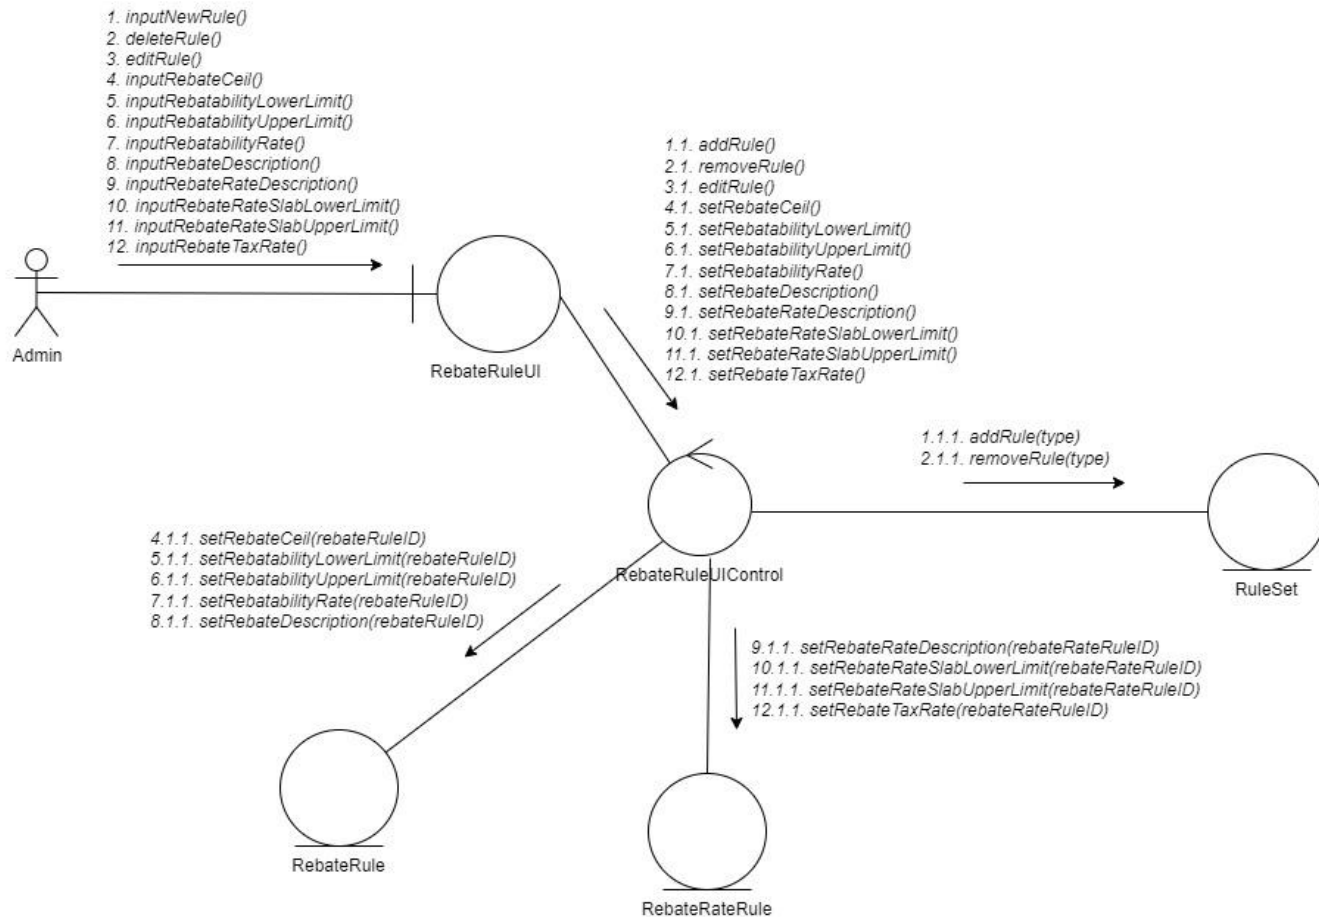 1. inputNewRule()
2. deleteRule()
3. editRule()
4. inputRebateCeil()
5. inputRebatabilityLowerLimit()
6. inputRebatabilityUpperLimit()
7. inputRebatabilityRate()
8. inputRebateDescription()
9. inputRebateRateDescription()
10. inputRebateRateSlabLowerLimit()
11. inputRebateRateSlabUpperLimit()
12. inputRebateTaxRate()
Admin
RebateRuleUI
1.1. addRule()
2.1. removeRule()
3.1. editRule()
4.1. setRebateCeil()
5.1. setRebatabilityLowerLimit()
6.1. setRebatabilityUpperLimit()
7.1. setRebatabilityRate()
8.1. setRebateDescription()
9.1. setRebateRateDescription()
10.1. setRebateRateSlabLowerLimit()
11.1. setRebateRateSlabUpperLimit()
12.1. setRebateTaxRate()
1.1.1. addRule(type)
2.1.1. removeRule(type)
RebateRuleUIControl
RuleSet
4.1.1. setRebateCeil(rebateRuleID)
5.1.1. setRebatabilityLowerLimit(rebateRuleID)
6.1.1. setRebatabilityUpperLimit(rebateRuleID)
7.1.1. setRebatabilityRate(rebateRuleID)
8.1.1. setRebateDescription(rebateRuleID)
9.1.1. setRebateRateDescription(rebateRateRuleID)
10.1.1. setRebateRateSlabLowerLimit(rebateRateRuleID)
11.1.1. setRebateRateSlabUpperLimit(rebateRateRuleID)
12.1.1. setRebateTaxRate(rebateRateRuleID)
RebateRule
RebateRateRule